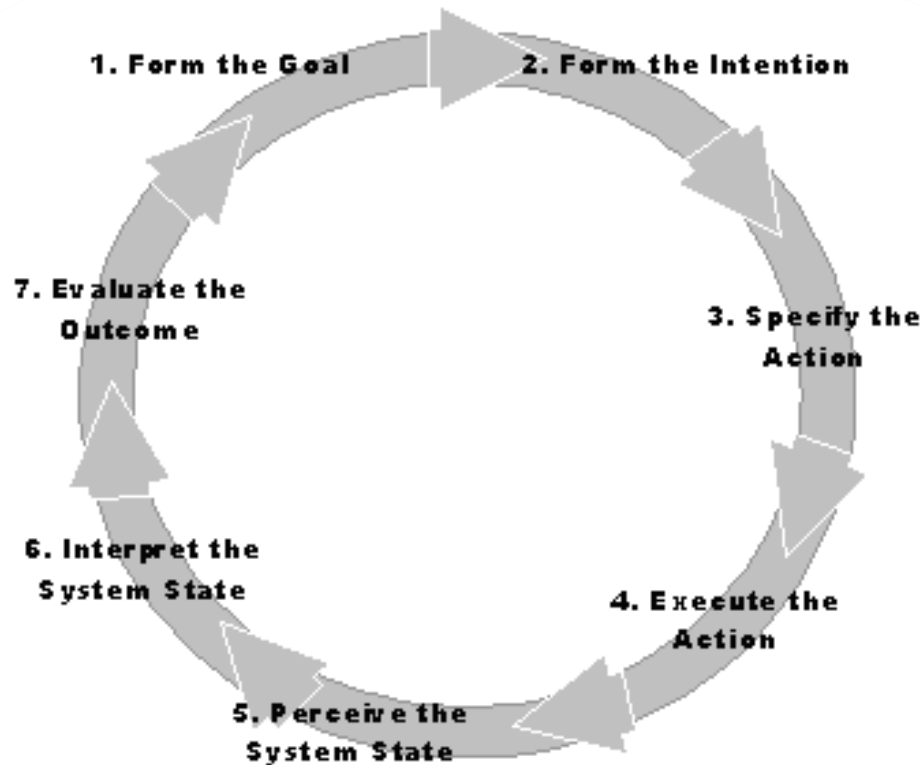 1. Form the Goal
2. Form the Intention
3. Specify the
Action
4. Execute the
Action
5. Perceive the
System State
6. Interpret the
System State
7. Evaluate the
Outcome